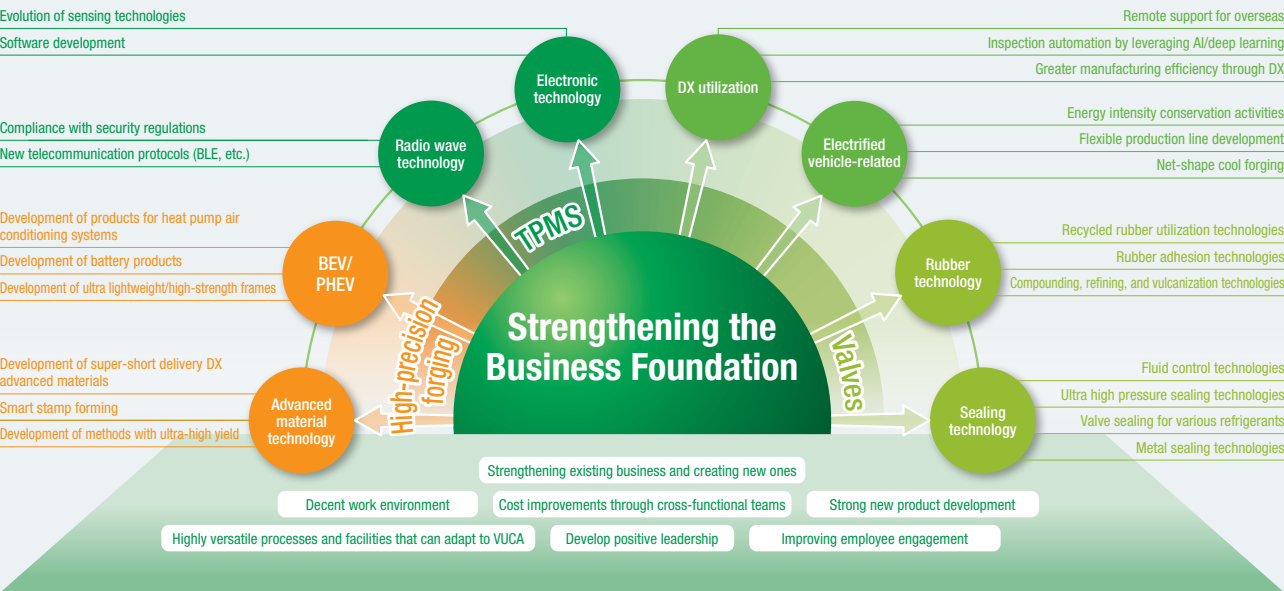 Evolution of sensing technologies
Software development
Electronic
technology
Compliance with security regulations
New telecommunication protocols (BLE, etc.)
Radio wave
technology
Development of products for heat pump air
conditioning systems
Development of battery products
Development of ultra lightweight/high-strength frames
BEV/
PHEV
Development of super-short delivery DX
advanced materials
Smart stamp forming
Development of methods with ultra-high yield
Advanced
material
technology
Remote support for overseas
Inspection automation by leveraging AI/deep learning
Greater manufacturing efficiency through DX
DX utilization
Energy intensity conservation activities
Flexible production line development
Net-shape cool forging
Electrified
vehicle-related
Recycled rubber utilization technologies
Rubber adhesion technologies
Compounding, refining, and vulcanization technologies
Rubber
technology
Fluid control technologies
Ultra high pressure sealing technologies
Valve sealing for various refrigerants
Metal sealing technologies
Sealing
technology
TPMS
High-precision
forging
Valves
Strengthening the
Business Foundation
Strengthening existing business and creating new ones
Decent work environment
Cost improvements through cross-functional teams
Strong new product development
Highly versatile processes and facilities that can adapt to VUCA
Develop positive leadership
Improving employee engagement